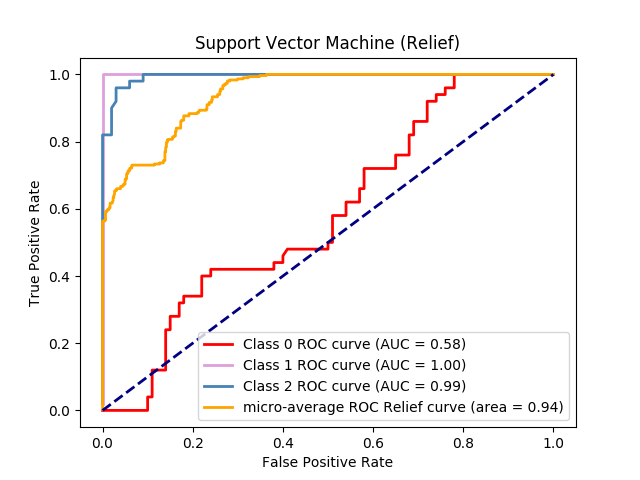 Support Vector Machine (Relief)
True Positive Rate
1.0
0.8
0.6
0.4
0.2
0.0
Class 0 ROC curve (AUC = 0.58)
Class 1 ROC curve (AUC = 1.00)
Class 2 ROC curve (AUC = 0.99)
micro-average ROC Relief curve (area = 0.94)
0.0 0.2 0.4 0.6 0.8 1.0
False Positive Rate